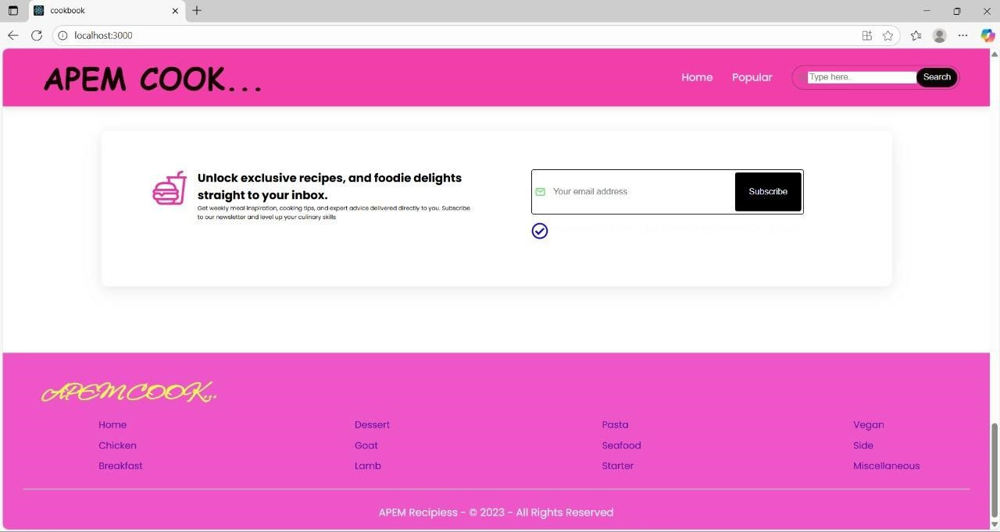 cookbook
localhost:3000
APEM COOK...
Home Popular Type here.. Search
Unlock exclusive recipes, and foodie delights
straight to your inbox.
Get weekly meal inspiration, cooking tips, and expert advice delivered directly to you. Subscribe
to our newsletter and level up your culinary skills
Your email address Subscribe
APEM COOK...
Home Dessert Pasta Vegan
Chicken Goat Seafood Side
Breakfast Lamb Starter Miscellaneous
APEM Recipiess - © 2023 - All Rights Reserved